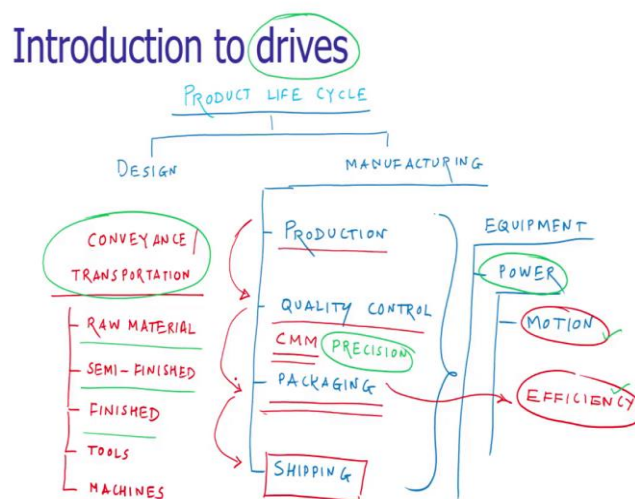 Introduction to drives
PRODUCT LIFE CYCLE
DESIGN
MANUFACTURING
CONVEYANCE/
TRANSPORTATION
RAW MATERIAL
SEMI-FINISHED
FINISHED
TOOLS
MACHINES
PRODUCTION
QUALITY CONTROL
CMM PRECISION
PACKAGING
SHIPPING
EQUIPMENT
POWER
MOTION
EFFICIENCY